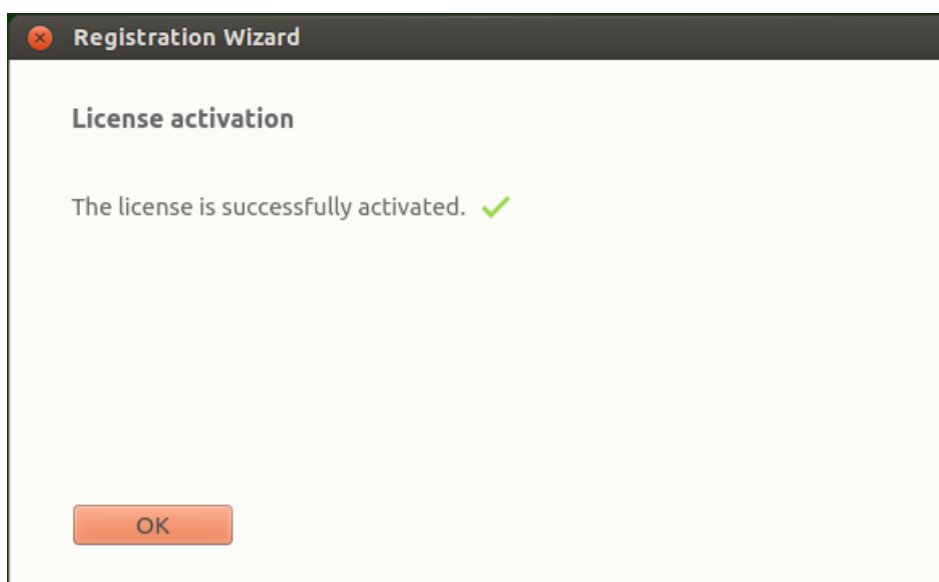 Registration Wizard
License activation
The license is successfully activated.
OK